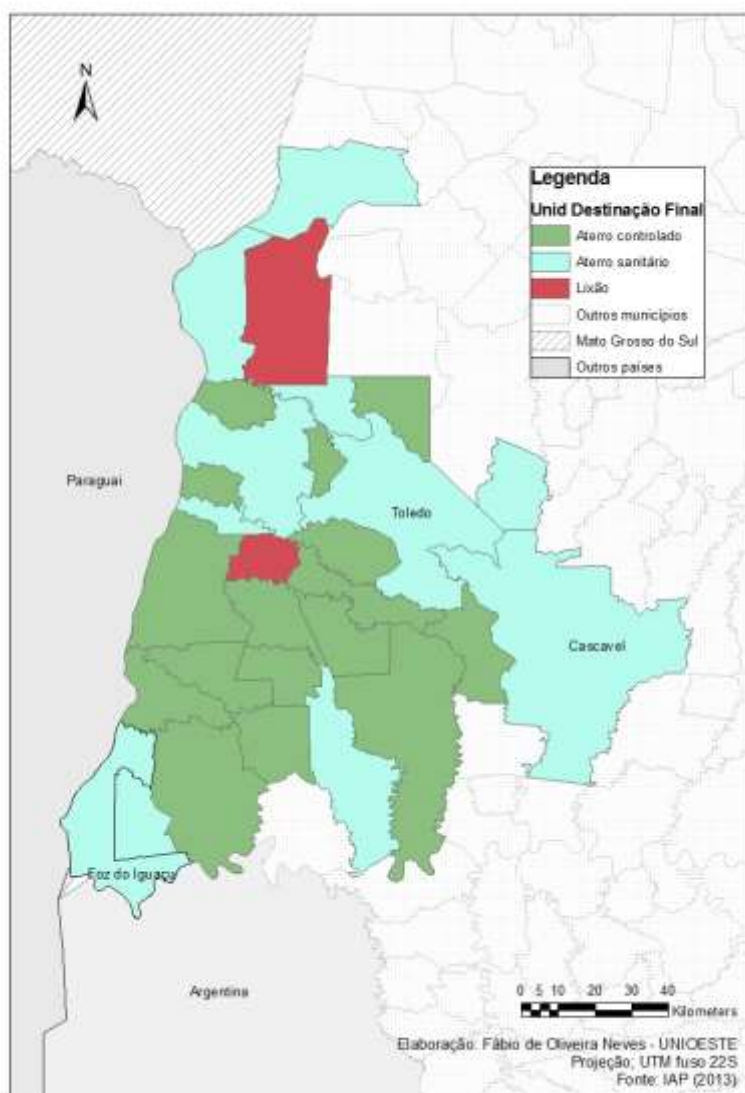 N
Legenda
Unid Destinação Final
Aterro controlado
Aterro sanitário
Lixão
Outros municípios
Mato Grosso do Sul
Outros países
Paraguai
Toledo
Cascavel
Foz do Iguaçu
Argentina
0 5 10 20 30 40
Kilometers
Elaboração: Fábio de Oliveira Neves - UNIOESTE
Projeção: UTM fuso 22S
Fonte: IAP (2013)